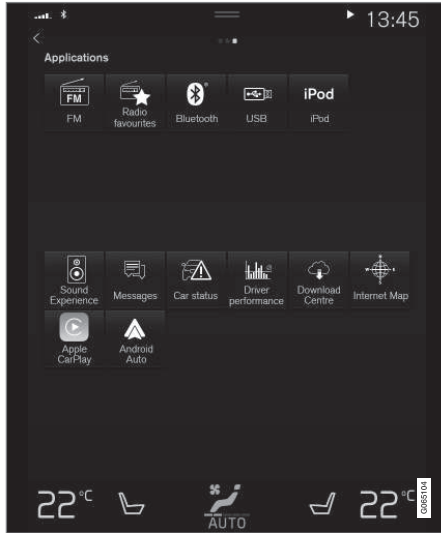 13:45
Applications
FM
FM
Radio
favourites
Bluetooth
USB
iPod
iPod
Sound
Experience
Messages
Car status
Driver
performance
Download
Centre
Internet Map
Apple
CarPlay
Android
Auto
22°C
AUTO
22°C
G065104